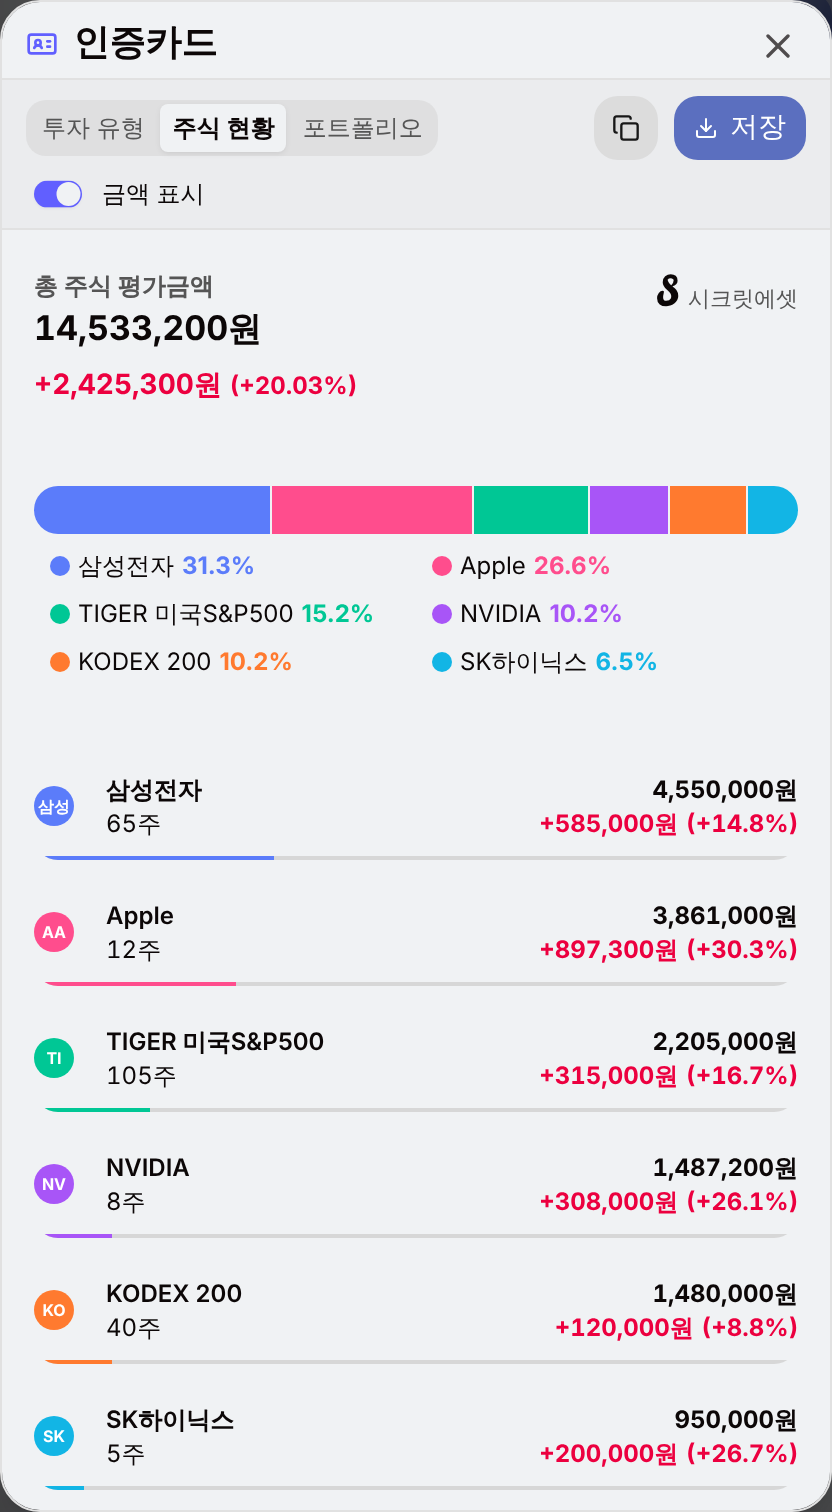 인증카드
투자 유형 주식 현황 포트폴리오 저장
금액 표시
총 주식 평가금액
14,533,200원
+2,425,300원 (+20.03%)
S 시크릿에셋
삼성전자 31.3% Apple 26.6%
TIGER 미국S&P500 15.2% NVIDIA 10.2%
KODEX 200 10.2% SK하이닉스 6.5%
삼성 삼성전자 4,550,000원
65주 +585,000원 (+14.8%)
AA Apple 3,861,000원
12주 +897,300원 (+30.3%)
TI TIGER 미국S&P500 2,205,000원
105주 +315,000원 (+16.7%)
NV NVIDIA 1,487,200원
8주 +308,000원 (+26.1%)
KO KODEX 200 1,480,000원
40주 +120,000원 (+8.8%)
SK SK하이닉스 950,000원
5주 +200,000원 (+26.7%)